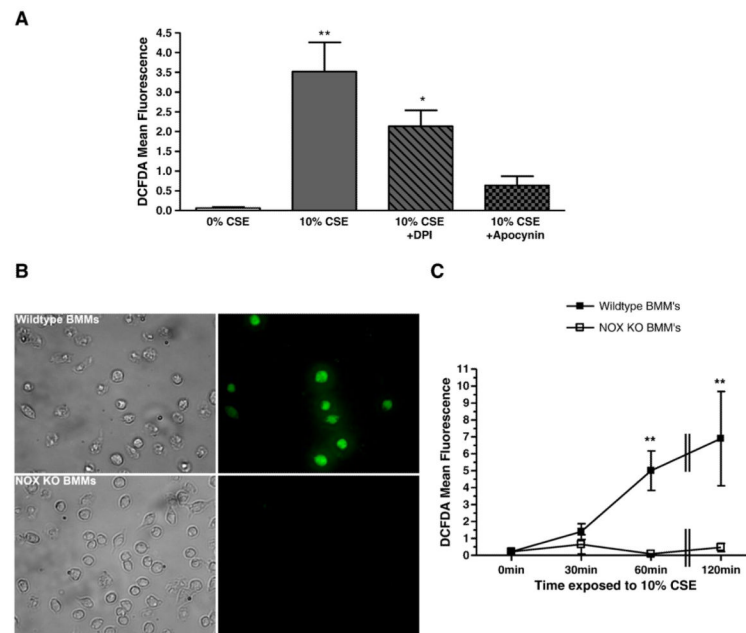 A
DCFDA Mean Fluorescence
4.5
4.0
3.5
3.0
2.5
2.0
1.5
1.0
0.5
0.0
**
*
0% CSE
10% CSE
10% CSE
+DPI
10% CSE
+Apocynin
B
Wildtype BMMs
NOX KO BMMs
C
Wildtype BMM's
NOX KO BMM's
DCFDA Mean Fluorescence
11
10
9
8
7
6
5
4
3
2
1
0
**
**
0min
30min
60min
120min
Time exposed to 10% CSE